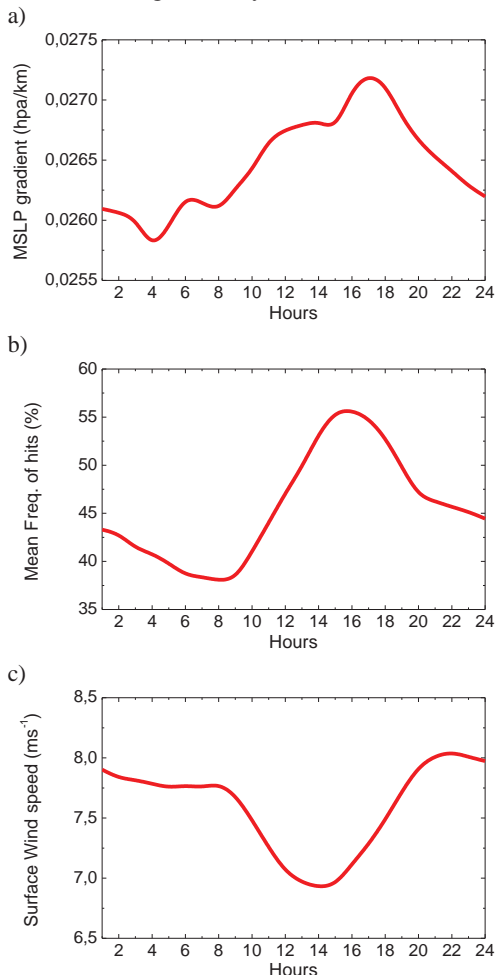 a)
0,0275
0,0270
0,0265
0,0260
0,0255
MSLP gradient (hpa/km)
2 4 6 8 10 12 14 16 18 20 22 24
Hours
b)
60
55
50
45
40
35
Mean Freq. of hits (%)
2 4 6 8 10 12 14 16 18 20 22 24
Hours
c)
8,5
8,0
7,5
7,0
6,5
Surface Wind speed (ms⁻¹)
2 4 6 8 10 12 14 16 18 20 22 24
Hours